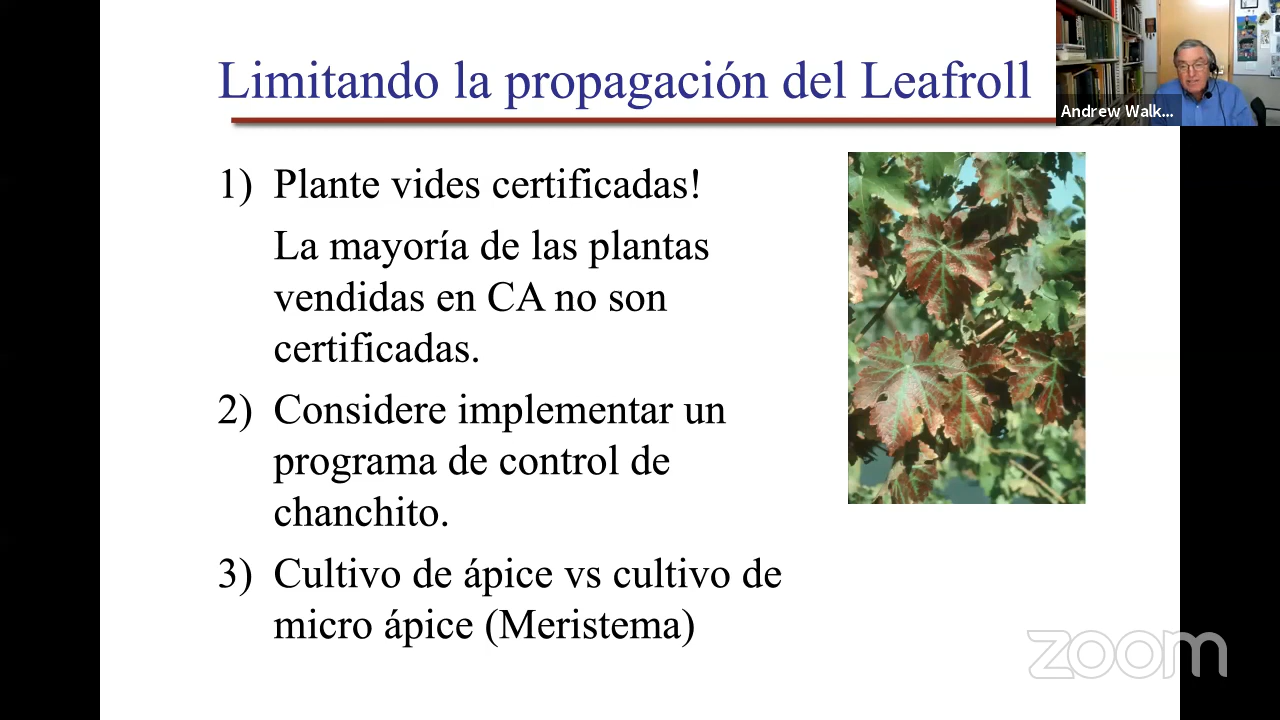 Limitando la propagación del Leafroll
Andrew Walk...
1) Plante vides certificadas!
La mayoría de las plantas
vendidas en CA no son
certificadas.
2) Considere implementar un
programa de control de
chanchito.
3) Cultivo de ápice vs cultivo de
micro ápice (Meristema)
zoom